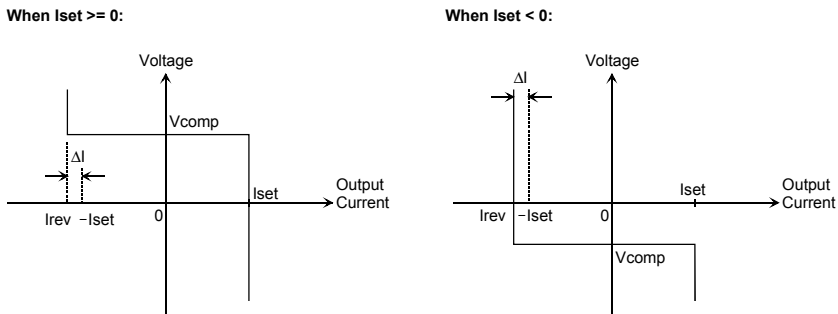 When Iset >= 0:
Voltage
Vcomp
ΔI
Iset
Output
Current
Irev
−Iset
0
When Iset < 0:
Voltage
ΔI
Iset
Output
Current
Irev
−Iset
0
Vcomp